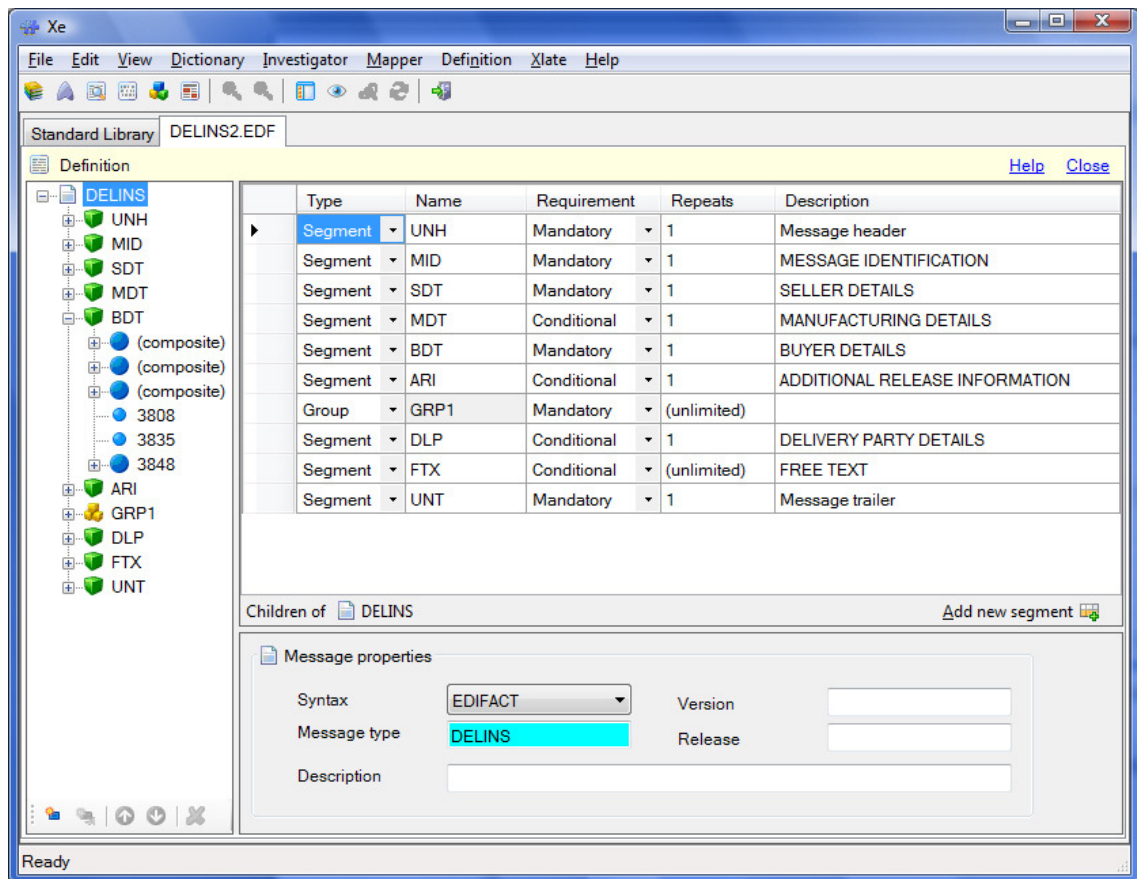 Xe
File Edit View Dictionary Investigator Mapper Definition Xlate Help
Standard Library DELINS2.EDF
Definition Help Close
DELINS
UNH
MID
SDT
MDT
BDT
(composite)
(composite)
(composite)
3808
3835
3848
ARI
GRP1
DLP
FTX
UNT
Type Name Requirement Repeats Description
Segment UNH Mandatory 1 Message header
Segment MID Mandatory 1 MESSAGE IDENTIFICATION
Segment SDT Mandatory 1 SELLER DETAILS
Segment MDT Conditional 1 MANUFACTURING DETAILS
Segment BDT Mandatory 1 BUYER DETAILS
Segment ARI Conditional 1 ADDITIONAL RELEASE INFORMATION
Group GRP1 Mandatory (unlimited)
Segment DLP Conditional 1 DELIVERY PARTY DETAILS
Segment FTX Conditional (unlimited) FREE TEXT
Segment UNT Mandatory 1 Message trailer
Children of DELINS Add new segment
Message properties
Syntax EDIFACT Version
Message type DELINS Release
Description
Ready